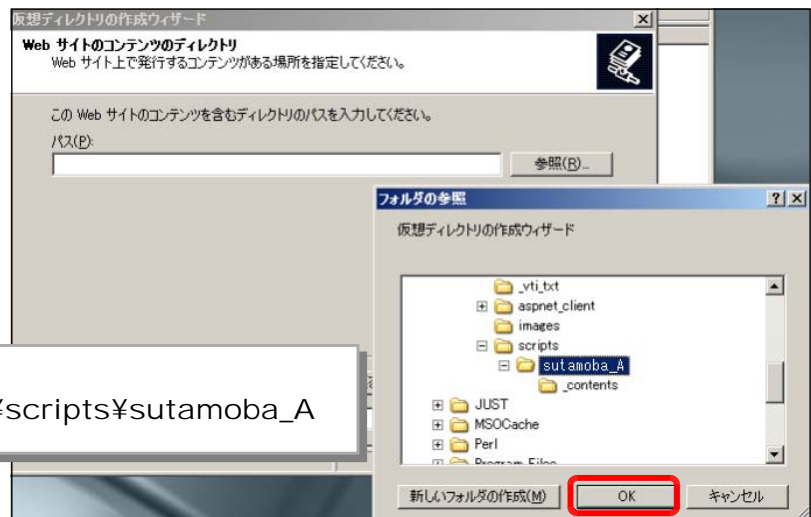 仮想ディレクトリの作成ウィザード
Web サイトのコンテンツのディレクトリ
Web サイト上で発行するコンテンツがある場所を指定してください。
この Web サイトのコンテンツを含むディレクトリのパスを入力してください。
パス(P):
参照(R)...
フォルダの参照
仮想ディレクトリの作成ウィザード
_vti_txt
aspnet_client
images
scripts
sutamoba_A
_contents
JUST
MSOCache
Perl
Program Files
¥scripts¥sutamoba_A
新しいフォルダの作成(M)
OK
キャンセル